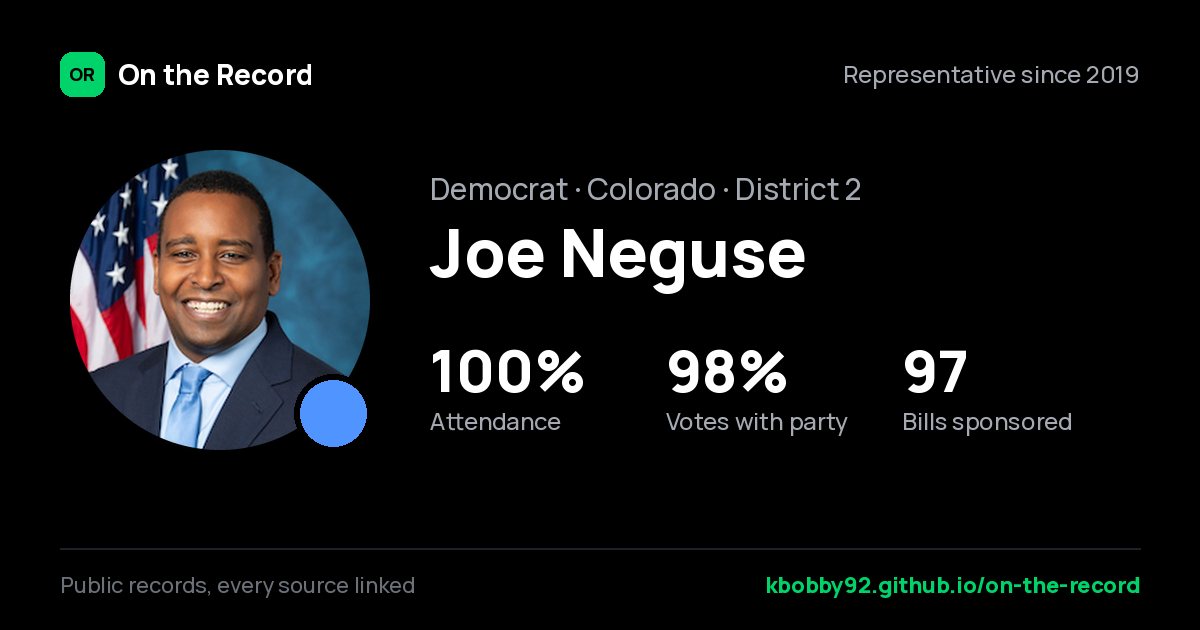 OR On the Record
Representative since 2019
Democrat · Colorado · District 2
Joe Neguse
100% 98% 97
Attendance Votes with party Bills sponsored
Public records, every source linked
kbobby92.github.io/on-the-record